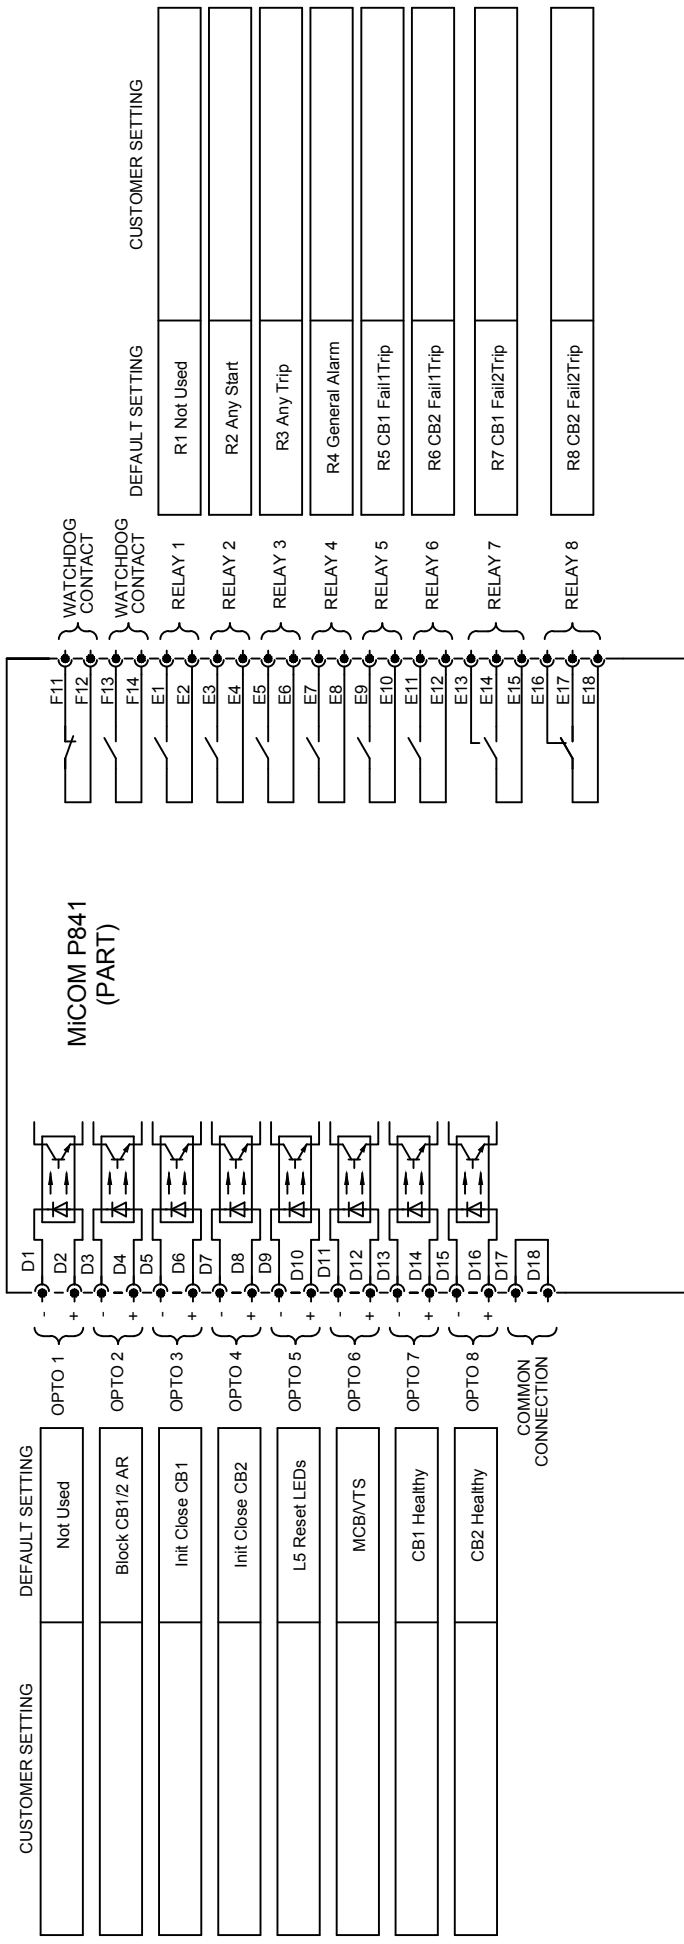 CUSTOMER SETTING
DEFAULT SETTING
R1 Not Used
R2 Any Start
R3 Any Trip
R4 General Alarm
R5 CB1 Fail1Trip
R6 CB2 Fail1Trip
R7 CB1 Fail2Trip
R8 CB2 Fail2Trip
WATCHDOG
CONTACT
WATCHDOG
CONTACT
RELAY 1
RELAY 2
RELAY 3
RELAY 4
RELAY 5
RELAY 6
RELAY 7
RELAY 8
F11
F12
F13
F14
E1
E2
E3
E4
E5
E6
E7
E8
E9
E10
E11
E12
E13
E14
E15
E16
E17
E18
MiCOM P841
(PART)
D1
D2
D3
D4
D5
D6
D7
D8
D9
D10
D11
D12
D13
D14
D15
D16
D17
D18
-
+
-
+
-
+
-
+
-
+
-
+
-
+
-
+
OPTO 1
OPTO 2
OPTO 3
OPTO 4
OPTO 5
OPTO 6
OPTO 7
OPTO 8
COMMON
CONNECTION
DEFAULT SETTING
Not Used
Block CB1/2 AR
Init Close CB1
Init Close CB2
L5 Reset LEDs
MCB/VTS
CB1 Healthy
CB2 Healthy
CUSTOMER SETTING